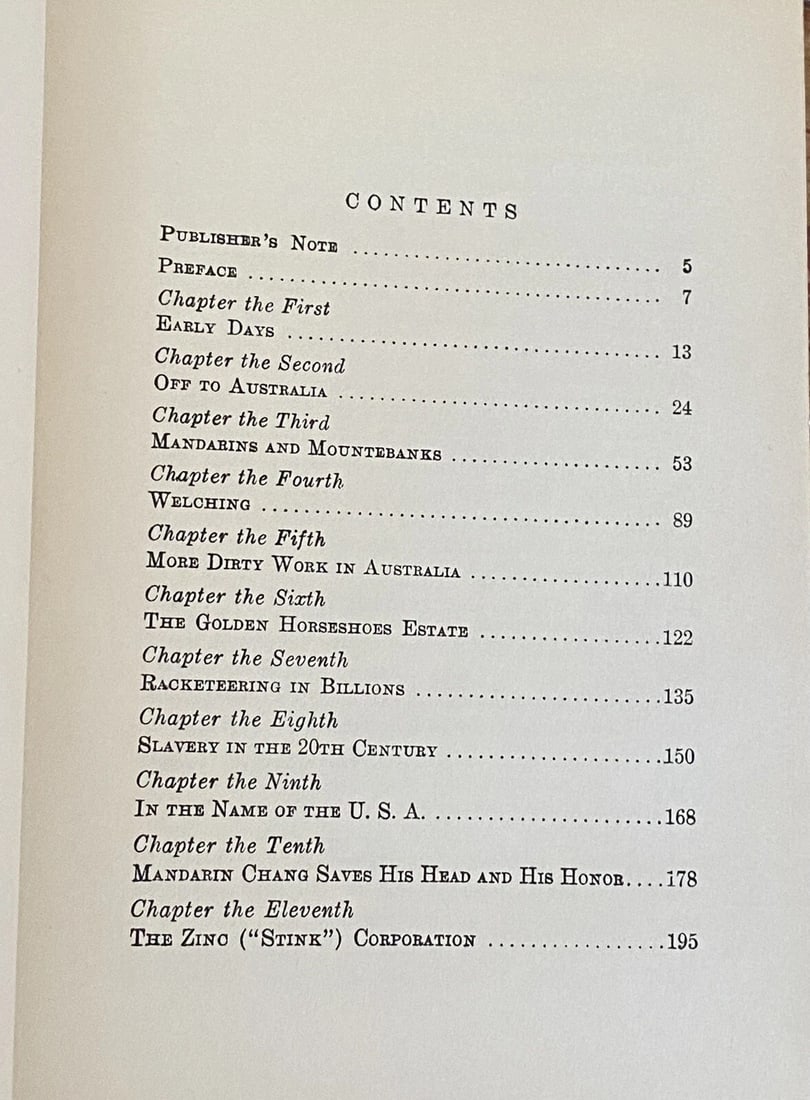 CONTENTS
PUBLISHER'S NOTE ........................................ 5
PREFACE ........................................ 7
Chapter the First
EARLY DAYS ........................................ 13
Chapter the Second
OFF TO AUSTRALIA ........................................ 24
Chapter the Third
MANDARINS AND MOUNTEBANKS .......................... 53
Chapter the Fourth
WELCHING ........................................ 89
Chapter the Fifth
MORE DIRTY WORK IN AUSTRALIA ....................110
Chapter the Sixth
THE GOLDEN HORSESHOES ESTATE ...................122
Chapter the Seventh
RACKETEERING IN BILLIONS ..........................135
Chapter the Eighth
SLAVERY IN THE 20TH CENTURY .......................150
Chapter the Ninth
IN THE NAME OF THE U. S. A. ........................168
Chapter the Tenth
MANDARIN CHANG SAVES HIS HEAD AND HIS HONOR....178
Chapter the Eleventh
THE ZINC ("STINK") CORPORATION ..................195